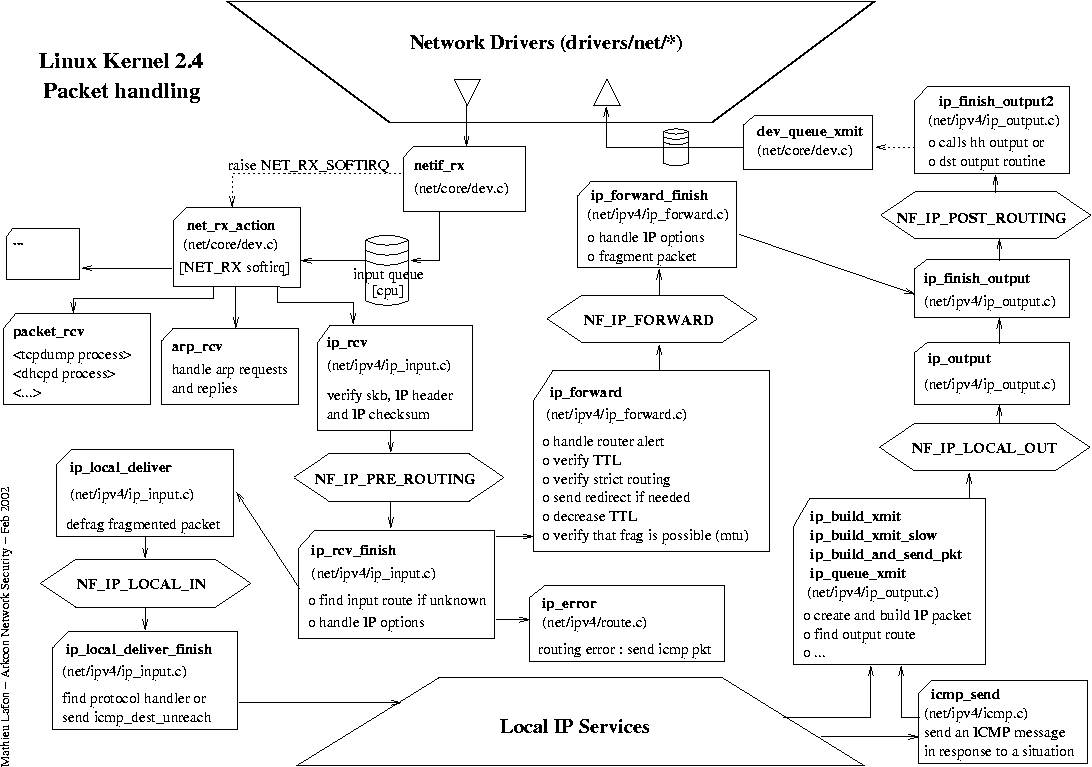 Linux Kernel 2.4
Packet handling
Network Drivers (drivers/net/*)
raise NET_RX_SOFTIRQ
netif_rx
(net/core/dev.c)
net_rx_action
(net/core/dev.c)
[NET_RX softirq]
...
input queue
[cpu]
packet_rcv
<tcpdump process>
<dhcpd process>
<...>
arp_rcv
handle arp requests
and replies
ip_rcv
(net/ipv4/ip_input.c)
verify skb, IP header
and IP checksum
NF_IP_PRE_ROUTING
ip_rcv_finish
(net/ipv4/ip_input.c)
o find input route if unknown
o handle IP options
ip_local_deliver
(net/ipv4/ip_input.c)
defrag fragmented packet
NF_IP_LOCAL_IN
ip_local_deliver_finish
(net/ipv4/ip_input.c)
find protocol handler or
send icmp_dest_unreach
ip_error
(net/ipv4/route.c)
routing error : send icmp pkt
ip_forward
(net/ipv4/ip_forward.c)
o handle router alert
o verify TTL
o verify strict routing
o send redirect if needed
o decrease TTL
o verify that frag is possible (mtu)
NF_IP_FORWARD
ip_forward_finish
(net/ipv4/ip_forward.c)
o handle IP options
o fragment packet
dev_queue_xmit
(net/core/dev.c)
ip_finish_output2
(net/ipv4/ip_output.c)
o calls hh output or
o dst output routine
NF_IP_POST_ROUTING
ip_finish_output
(net/ipv4/ip_output.c)
ip_output
(net/ipv4/ip_output.c)
NF_IP_LOCAL_OUT
ip_build_xmit
ip_build_xmit_slow
ip_build_and_send_pkt
ip_queue_xmit
(net/ipv4/ip_output.c)
o create and build IP packet
o find output route
o ...
icmp_send
(net/ipv4/icmp.c)
send an ICMP message
in response to a situation
Local IP Services
Mathieu Lafon – Arkoon Network Security – Feb 2002